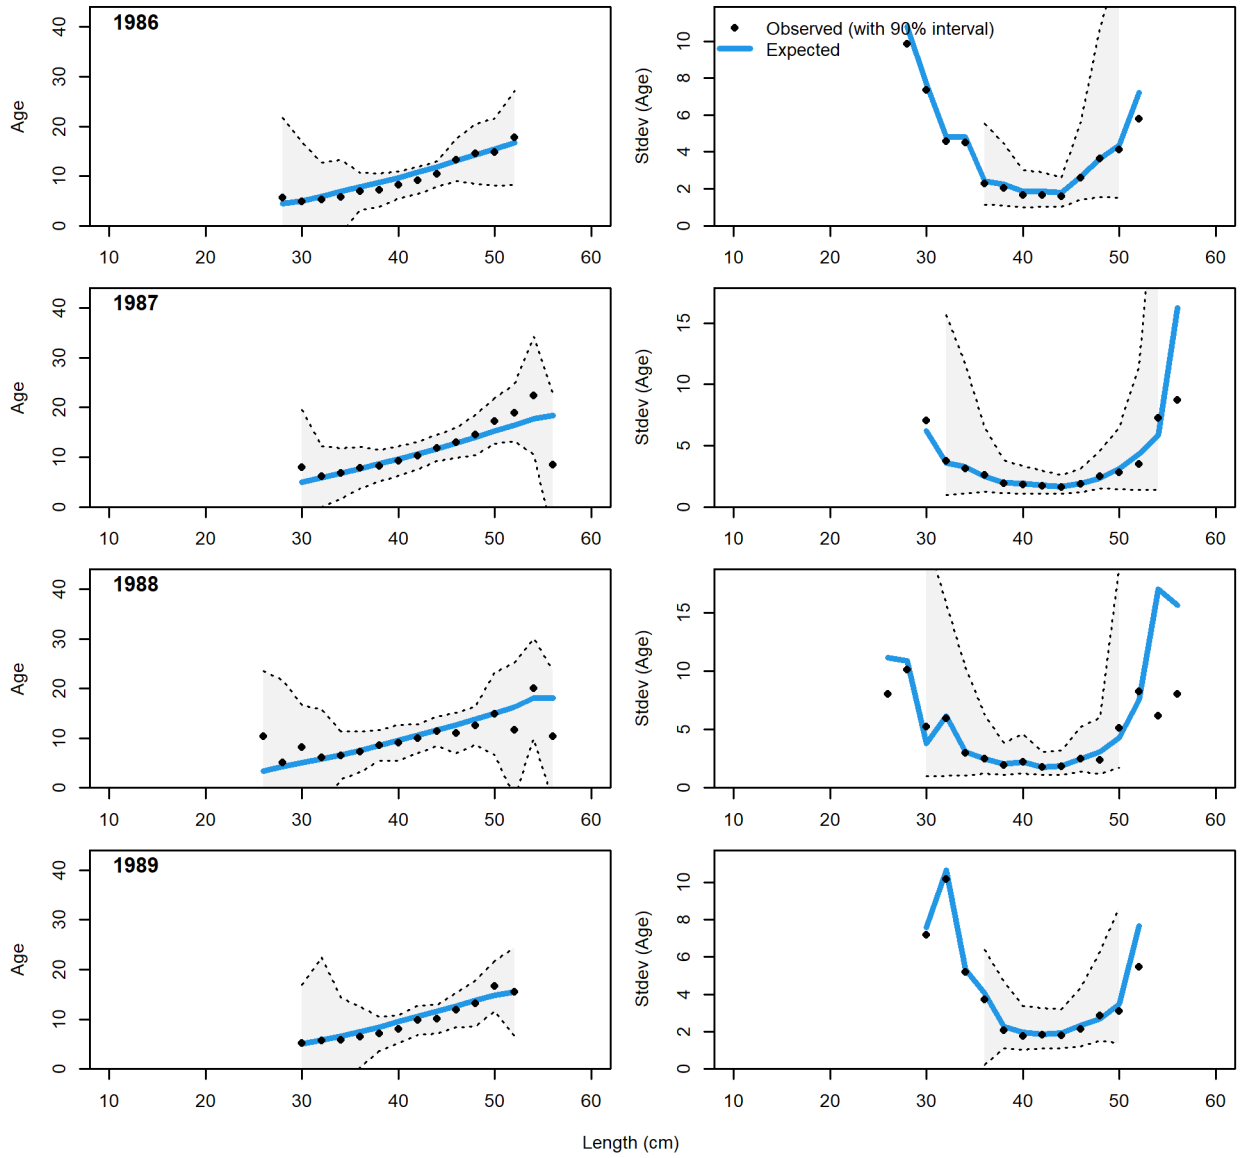 1986
Age
0 10 20 30 40
10 20 30 40 50 60
Observed (with 90% interval)
Expected
Stdev (Age)
0 2 4 6 8 10
10 20 30 40 50 60
1987
Age
0 10 20 30 40
10 20 30 40 50 60
Stdev (Age)
0 5 10 15
10 20 30 40 50 60
1988
Age
0 10 20 30 40
10 20 30 40 50 60
Stdev (Age)
0 5 10 15
10 20 30 40 50 60
1989
Age
0 10 20 30 40
10 20 30 40 50 60
Stdev (Age)
0 2 4 6 8 10
10 20 30 40 50 60
Length (cm)